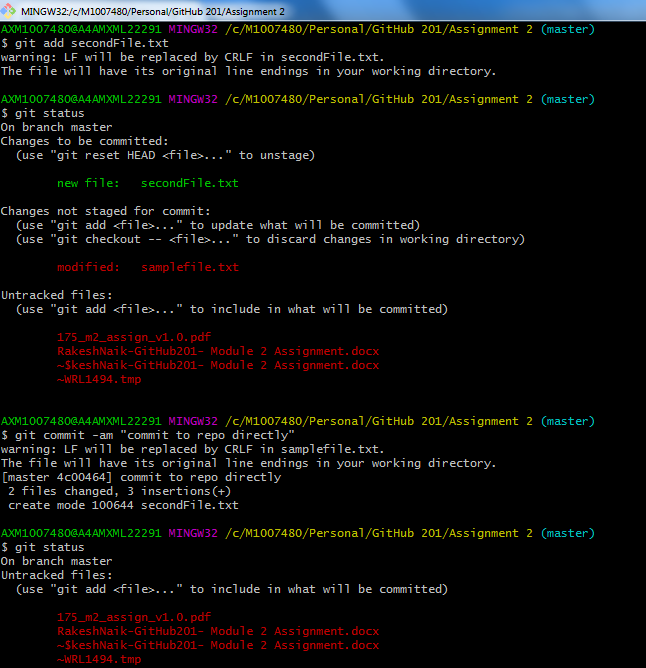 MINGW32:/c/M1007480/Personal/GitHub 201/Assignment 2
AXM1007480@A4AMXML22291 MINGW32 /c/M1007480/Personal/GitHub 201/Assignment 2 (master)
$ git add secondFile.txt
warning: LF will be replaced by CRLF in secondFile.txt.
The file will have its original line endings in your working directory.
AXM1007480@A4AMXML22291 MINGW32 /c/M1007480/Personal/GitHub 201/Assignment 2 (master)
$ git status
On branch master
Changes to be committed:
  (use "git reset HEAD <file>..." to unstage)
        new file:   secondFile.txt
Changes not staged for commit:
  (use "git add <file>..." to update what will be committed)
  (use "git checkout -- <file>..." to discard changes in working directory)
        modified:   samplefile.txt
Untracked files:
  (use "git add <file>..." to include in what will be committed)
        175_m2_assign_v1.0.pdf
        RakeshNaik-GitHub201- Module 2 Assignment.docx
        ~$keshNaik-GitHub201- Module 2 Assignment.docx
        ~WRL1494.tmp
AXM1007480@A4AMXML22291 MINGW32 /c/M1007480/Personal/GitHub 201/Assignment 2 (master)
$ git commit -am "commit to repo directly"
warning: LF will be replaced by CRLF in samplefile.txt.
The file will have its original line endings in your working directory.
[master 4c00464] commit to repo directly
 2 files changed, 3 insertions(+)
 create mode 100644 secondFile.txt
AXM1007480@A4AMXML22291 MINGW32 /c/M1007480/Personal/GitHub 201/Assignment 2 (master)
$ git status
On branch master
Untracked files:
  (use "git add <file>..." to include in what will be committed)
        175_m2_assign_v1.0.pdf
        RakeshNaik-GitHub201- Module 2 Assignment.docx
        ~$keshNaik-GitHub201- Module 2 Assignment.docx
        ~WRL1494.tmp